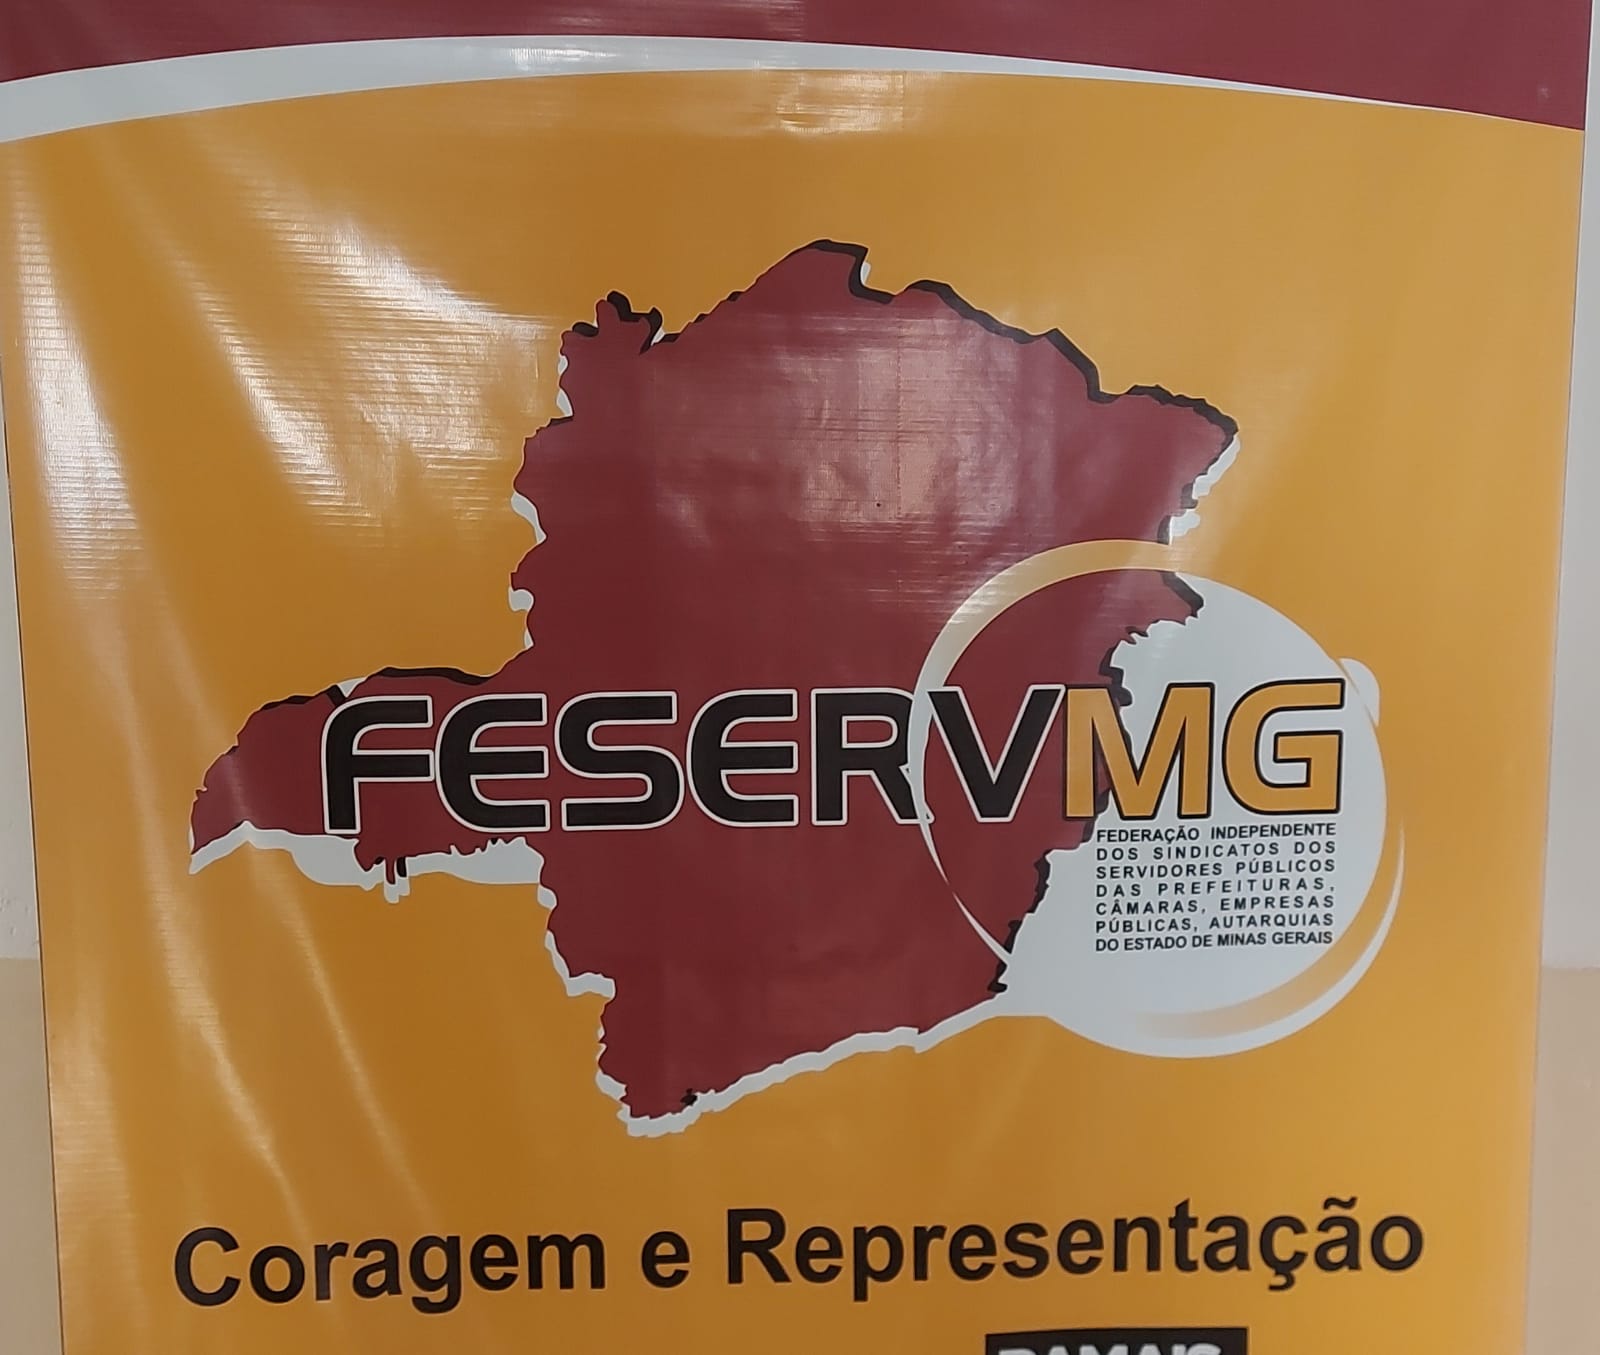 FESERVMG
FEDERAÇÃO INDEPENDENTE
DOS SINDICATOS DOS
SERVIDORES PÚBLICOS
DAS PREFEITURAS,
CÂMARAS, EMPRESAS
PÚBLICAS, AUTARQUIAS
DO ESTADO DE MINAS GERAIS
Coragem e Representação